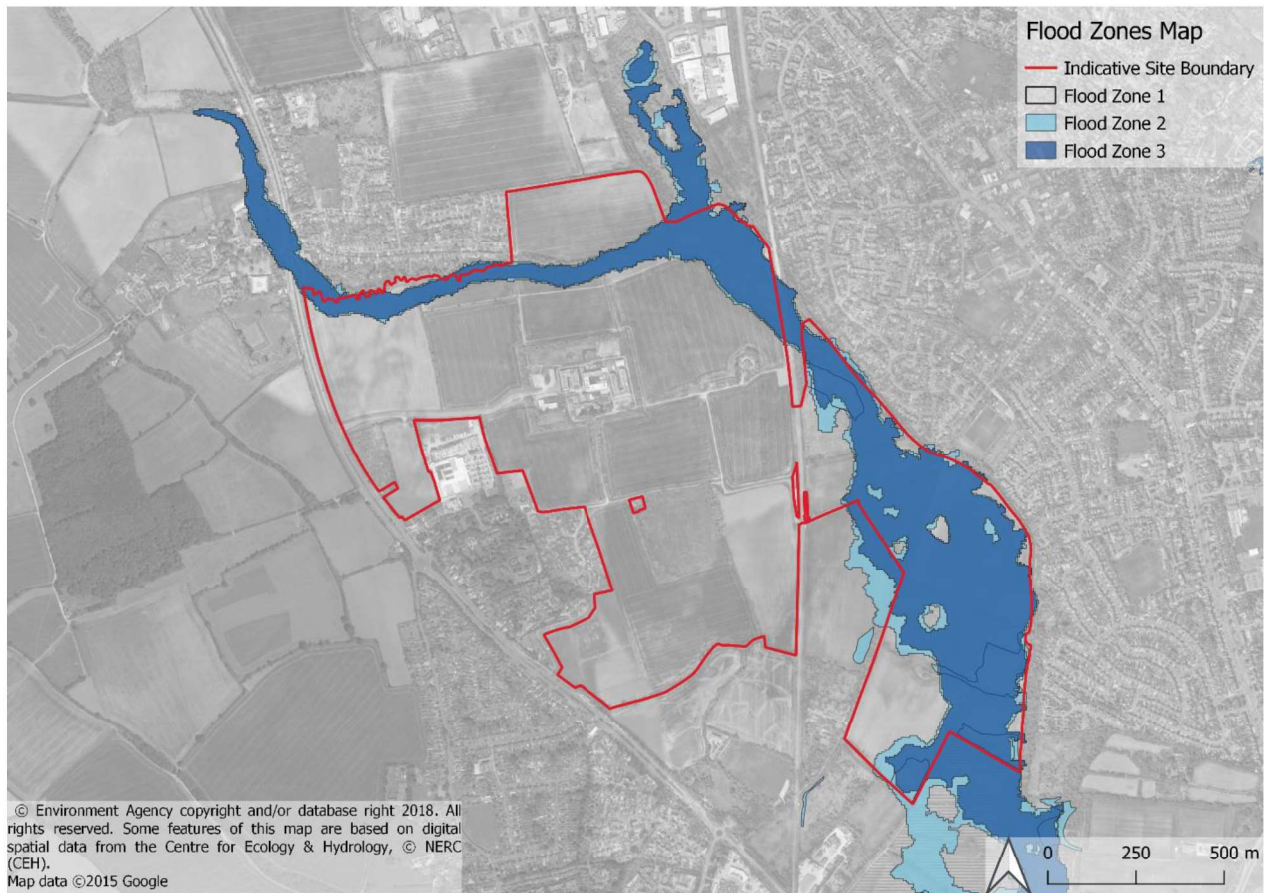 Flood Zones Map
Indicative Site Boundary
Flood Zone 1
Flood Zone 2
Flood Zone 3
© Environment Agency copyright and/or database right 2018. All
rights reserved. Some features of this map are based on digital
spatial data from the Centre for Ecology & Hydrology, © NERC
(CEH).
Map data ©2015 Google
0 250 500 m